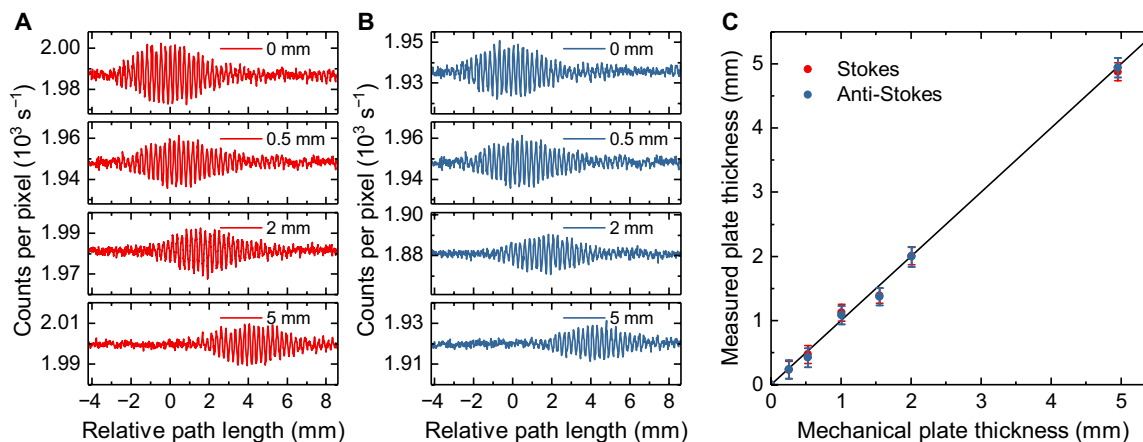 A
B
C
Counts per pixel (10³ s⁻¹)
2.00
1.98
0 mm
1.96
1.94
0.5 mm
1.99
1.97
2 mm
2.01
1.99
5 mm
−4 −2 0 2 4 6 8
Relative path length (mm)
Counts per pixel (10³ s⁻¹)
1.95
1.93
0 mm
1.96
1.94
0.5 mm
1.90
1.88
2 mm
1.93
1.91
5 mm
−4 −2 0 2 4 6 8
Relative path length (mm)
Measured plate thickness (mm)
5
4
3
2
1
0
Stokes
Anti-Stokes
0 1 2 3 4 5
Mechanical plate thickness (mm)